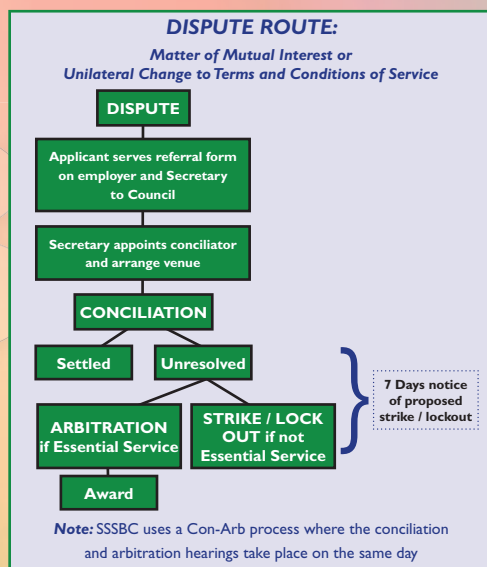 DISPUTE ROUTE:
Matter of Mutual Interest or
Unilateral Change to Terms and Conditions of Service
DISPUTE
Applicant serves referral form
on employer and Secretary
to Council
Secretary appoints conciliator
and arrange venue
CONCILIATION
Settled
Unresolved
7 Days notice
of proposed
strike / lockout
ARBITRATION
if Essential Service
STRIKE / LOCK
OUT if not
Essential Service
Award
Note: SSSBC uses a Con-Arb process where the conciliation
and arbitration hearings take place on the same day